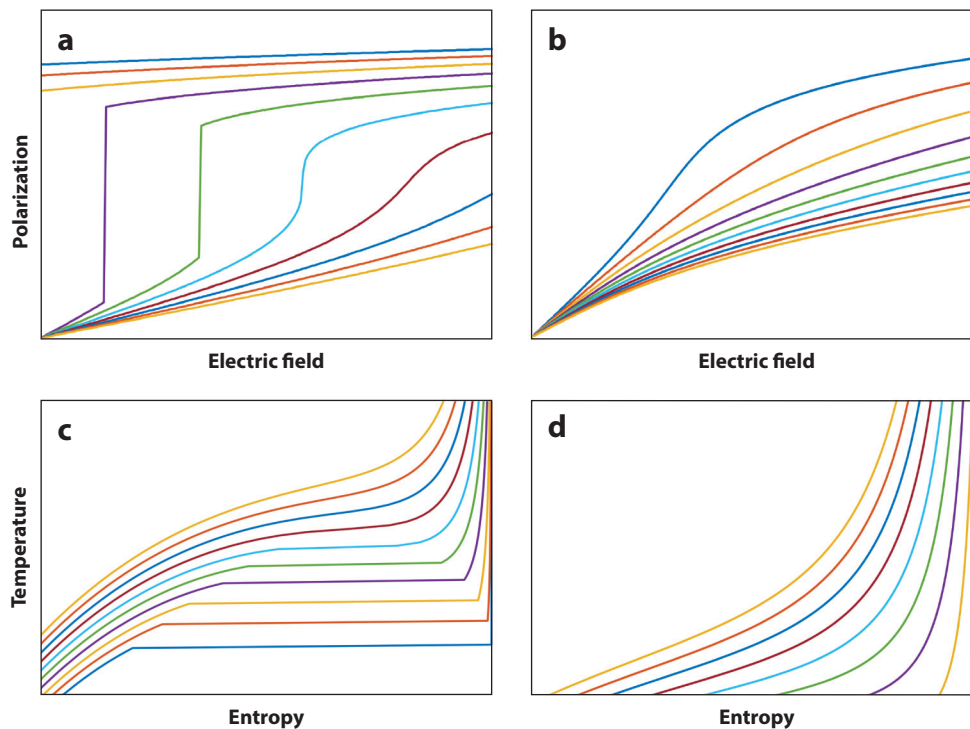 a
b
Polarization
Electric field
Electric field
c
d
Temperature
Entropy
Entropy